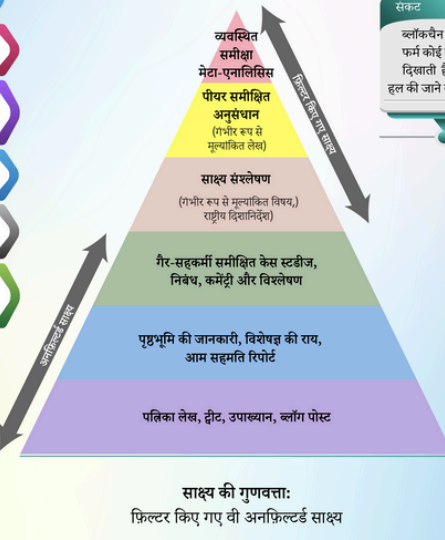 संकट
ब्लॉकचैन
फर्म कोई
दिखाती
हल की जाने
व्यवस्थित
समीक्षा
मेटा-एनालिसिस
पीयर समीक्षित
अनुसंधान
(गंभीर रूप से
मूल्यांकित लेख)
फ़िल्टर किए गए साक्ष्य
साक्ष्य संश्लेषण
(गंभीर रूप से मूल्यांकित विषय,)
राष्ट्रीय दिशानिर्देश)
गैर-सहकर्मी समीक्षित केस स्टडीज,
निबंध, कमेंट्री और विश्लेषण
अनफ़िल्टर्ड साक्ष्य
पृष्ठभूमि की जानकारी, विशेषज्ञ की राय,
आम सहमति रिपोर्ट
पत्रिका लेख, ट्वीट, उपाख्यान, ब्लॉग पोस्ट
साक्ष्य की गुणवत्ता:
फ़िल्टर किए गए वी अनफ़िल्टर्ड साक्ष्य